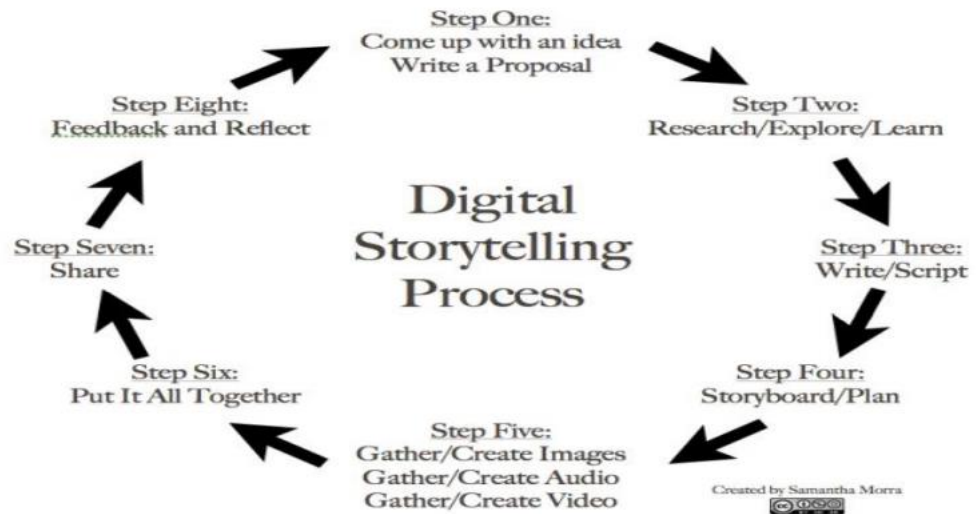 Step One:
Come up with an idea
Write a Proposal
Step Two:
Research/Explore/Learn
Step Three:
Write/Script
Step Four:
Storyboard/Plan
Step Five:
Gather/Create Images
Gather/Create Audio
Gather/Create Video
Step Six:
Put It All Together
Step Seven:
Share
Step Eight:
Feedback and Reflect
Digital
Storytelling
Process
Created by Samantha Morra